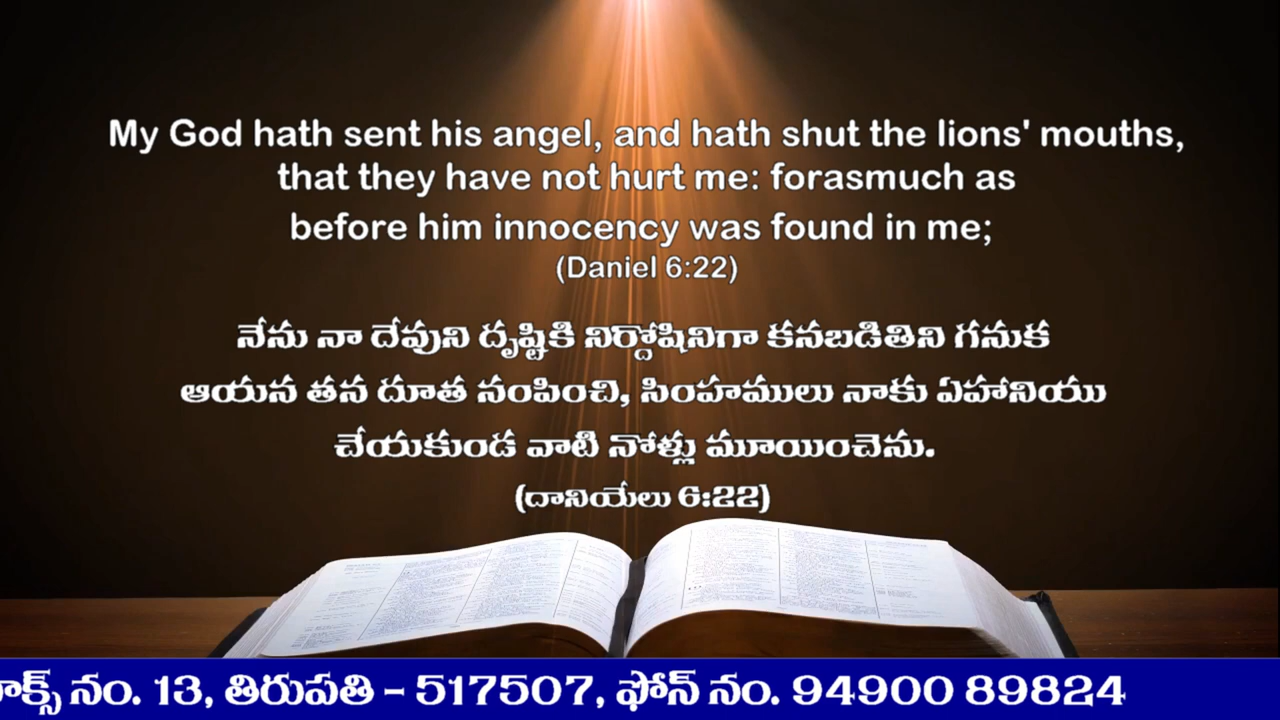 My God hath sent his angel, and hath shut the lions' mouths,
that they have not hurt me: forasmuch as
before him innocency was found in me;
(Daniel 6:22)
నేను నా దేవుని దృష్టికి నిర్దోషినిగా కనబడితిని గనుక
ఆయన తన దూత నంపించి, సింహములు నాకు ఏహానియు
చేయకుండ వాటి నోళ్లు మూయించెను.
(దానియేలు 6:22)
నం. 13, తిరుపతి - 517507, ఫోన్ నం. 94900 89824